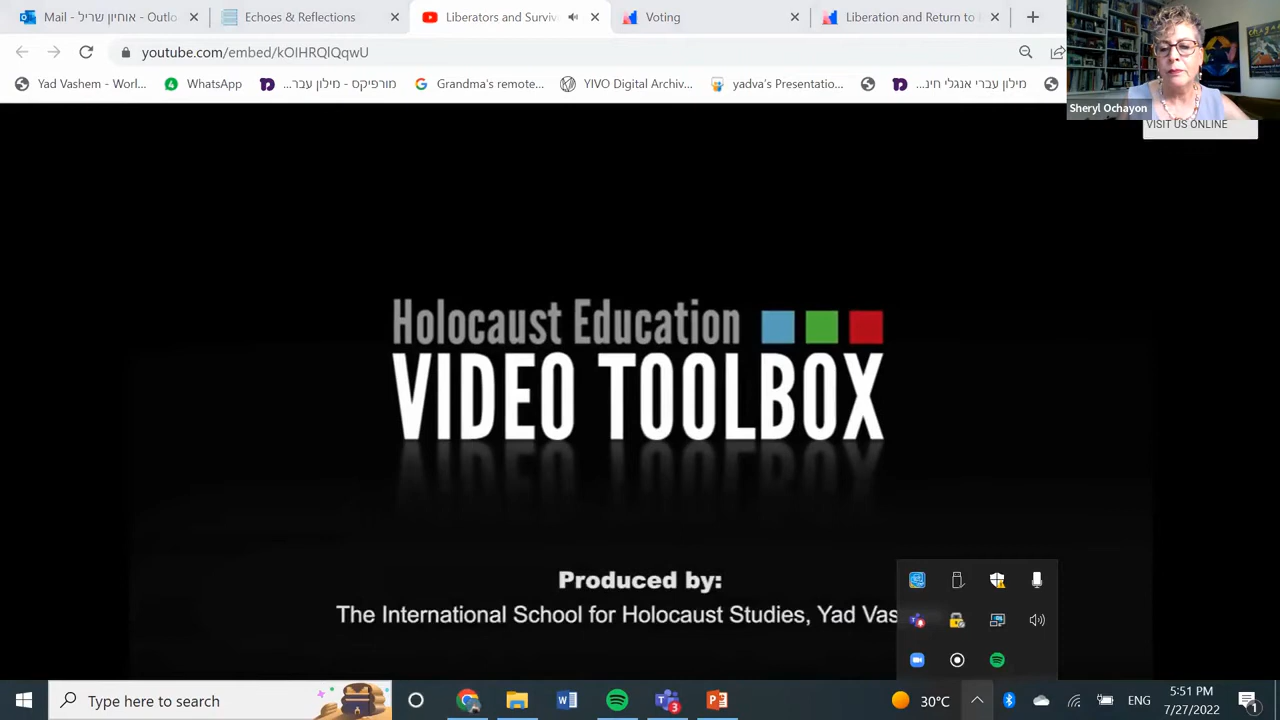 Mail - אוחיון שריל - Outlo
Echoes & Reflections
Liberators and Surviv
Voting
Liberation and Return to
youtube.com/embed/kOlHRQlQqwU
Yad Vashem - Worl...
WhatsApp
מורפיקס - מילון עבר...
Grandma's remote...
YIVO Digital Archiv...
yadva's Presentatio...
מילון עברי אנגלי חינ...
Sheryl Ochayon
VISIT US ONLINE
Holocaust Education
VIDEO TOOLBOX
Produced by:
The International School for Holocaust Studies, Yad Vas
Type here to search
3
30°C
ENG
5:51 PM
7/27/2022
1